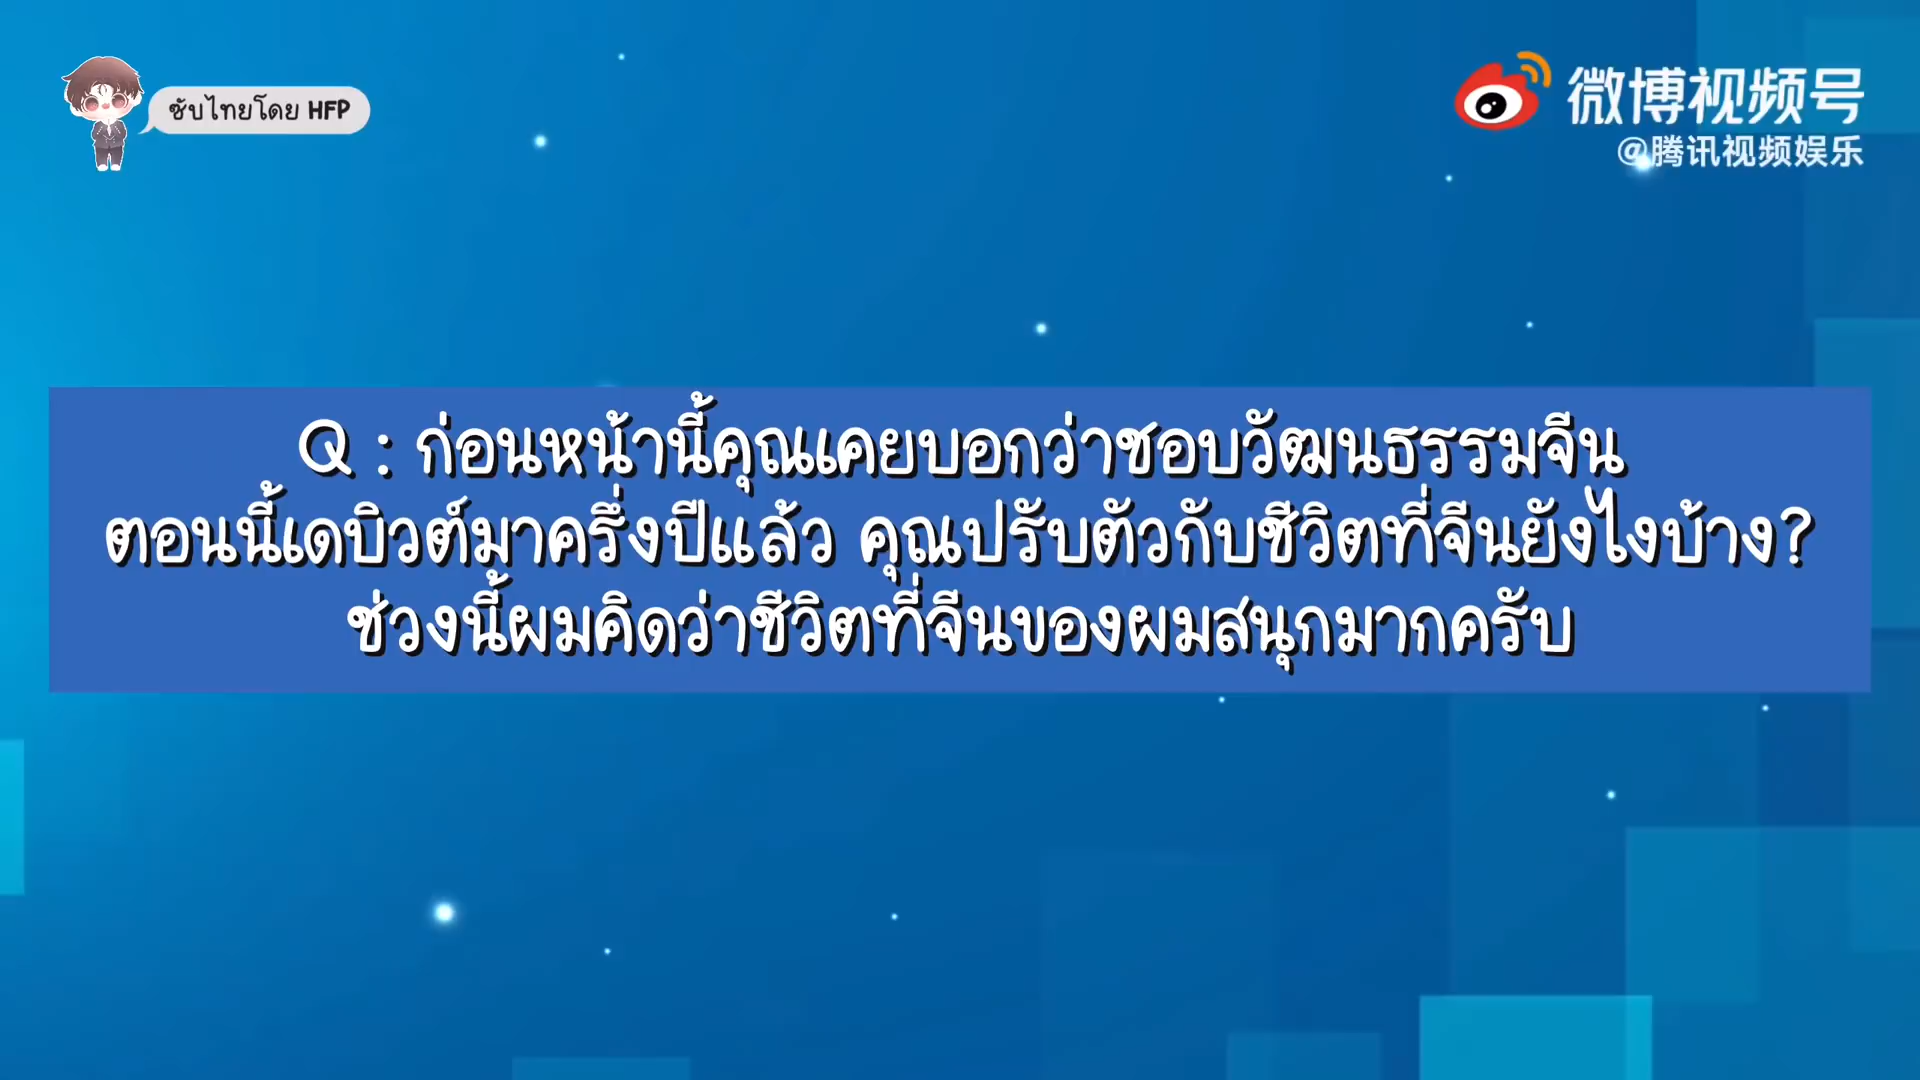 ซับไทยโดย HFP
微博视频号
@腾讯视频娱乐
Q : ก่อนหน้านี้คุณเคยบอกว่าชอบวัฒนธรรมจีน
ตอนนี้เดบิวต์มาครึ่งปีแล้ว คุณปรับตัวกับชีวิตที่จีนยังไงบ้าง?
ช่วงนี้ผมคิดว่าชีวิตที่จีนของผมสนุกมากครับ